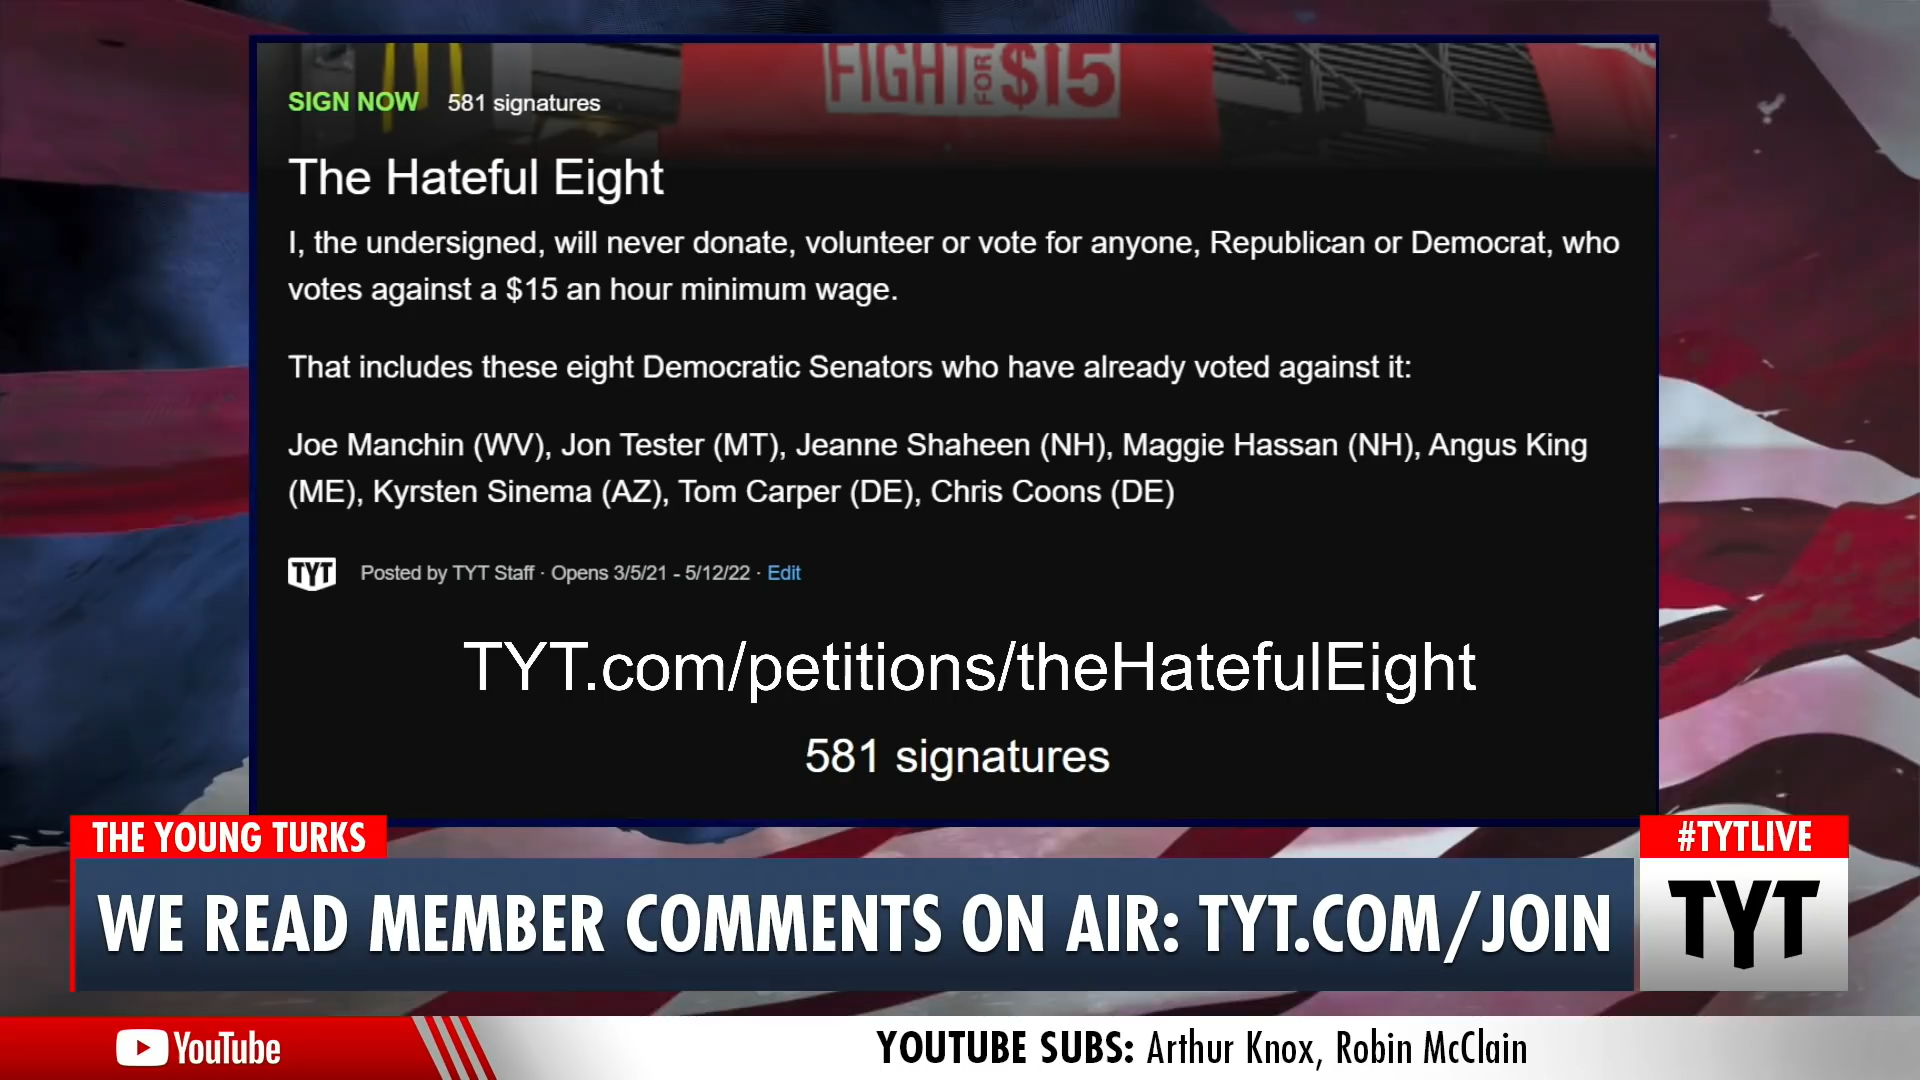 FIGHT FOR $15
SIGN NOW 581 signatures
The Hateful Eight
I, the undersigned, will never donate, volunteer or vote for anyone, Republican or Democrat, who
votes against a $15 an hour minimum wage.
That includes these eight Democratic Senators who have already voted against it:
Joe Manchin (WV), Jon Tester (MT), Jeanne Shaheen (NH), Maggie Hassan (NH), Angus King
(ME), Kyrsten Sinema (AZ), Tom Carper (DE), Chris Coons (DE)
TYT Posted by TYT Staff · Opens 3/5/21 - 5/12/22 · Edit
TYT.com/petitions/theHatefulEight
581 signatures
THE YOUNG TURKS
#TYTLIVE
WE READ MEMBER COMMENTS ON AIR: TYT.COM/JOIN
TYT
YouTube
YOUTUBE SUBS: Arthur Knox, Robin McClain